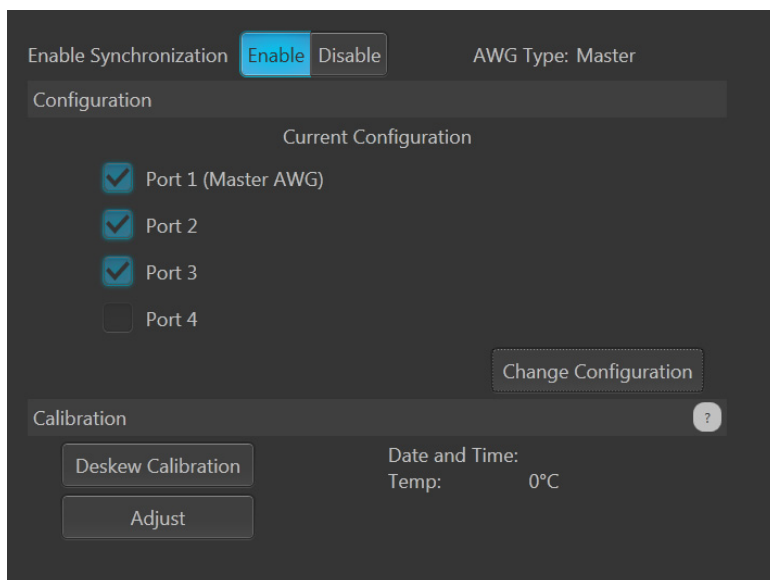 Enable Synchronization Enable Disable AWG Type: Master
Configuration
Current Configuration
Port 1 (Master AWG)
Port 2
Port 3
Port 4
Change Configuration
Calibration ?
Deskew Calibration
Date and Time:
Temp: 0°C
Adjust